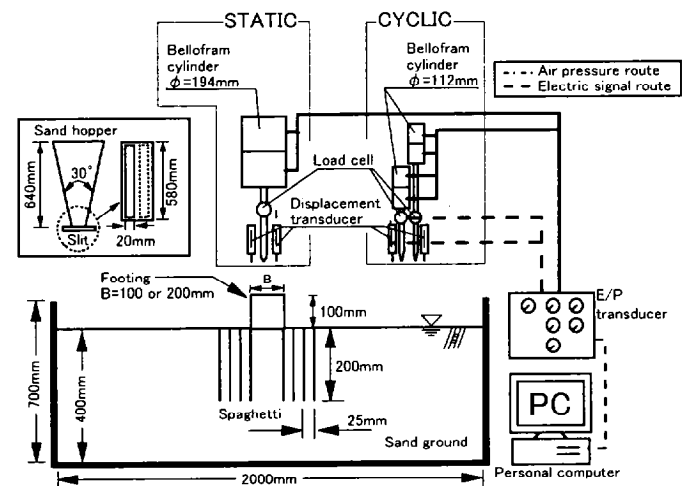 STATIC
CYCLIC
Bellofram
cylinder
ϕ=194mm
Bellofram
cylinder
ϕ=112mm
Air pressure route
Electric signal route
Sand hopper
640mm
30°
580mm
Slit
20mm
Load cell
Displacement
transducer
Footing
B=100 or 200mm
B
100mm
E/P
transducer
700mm
400mm
200mm
Spaghetti
25mm
Sand ground
PC
Personal computer
2000mm